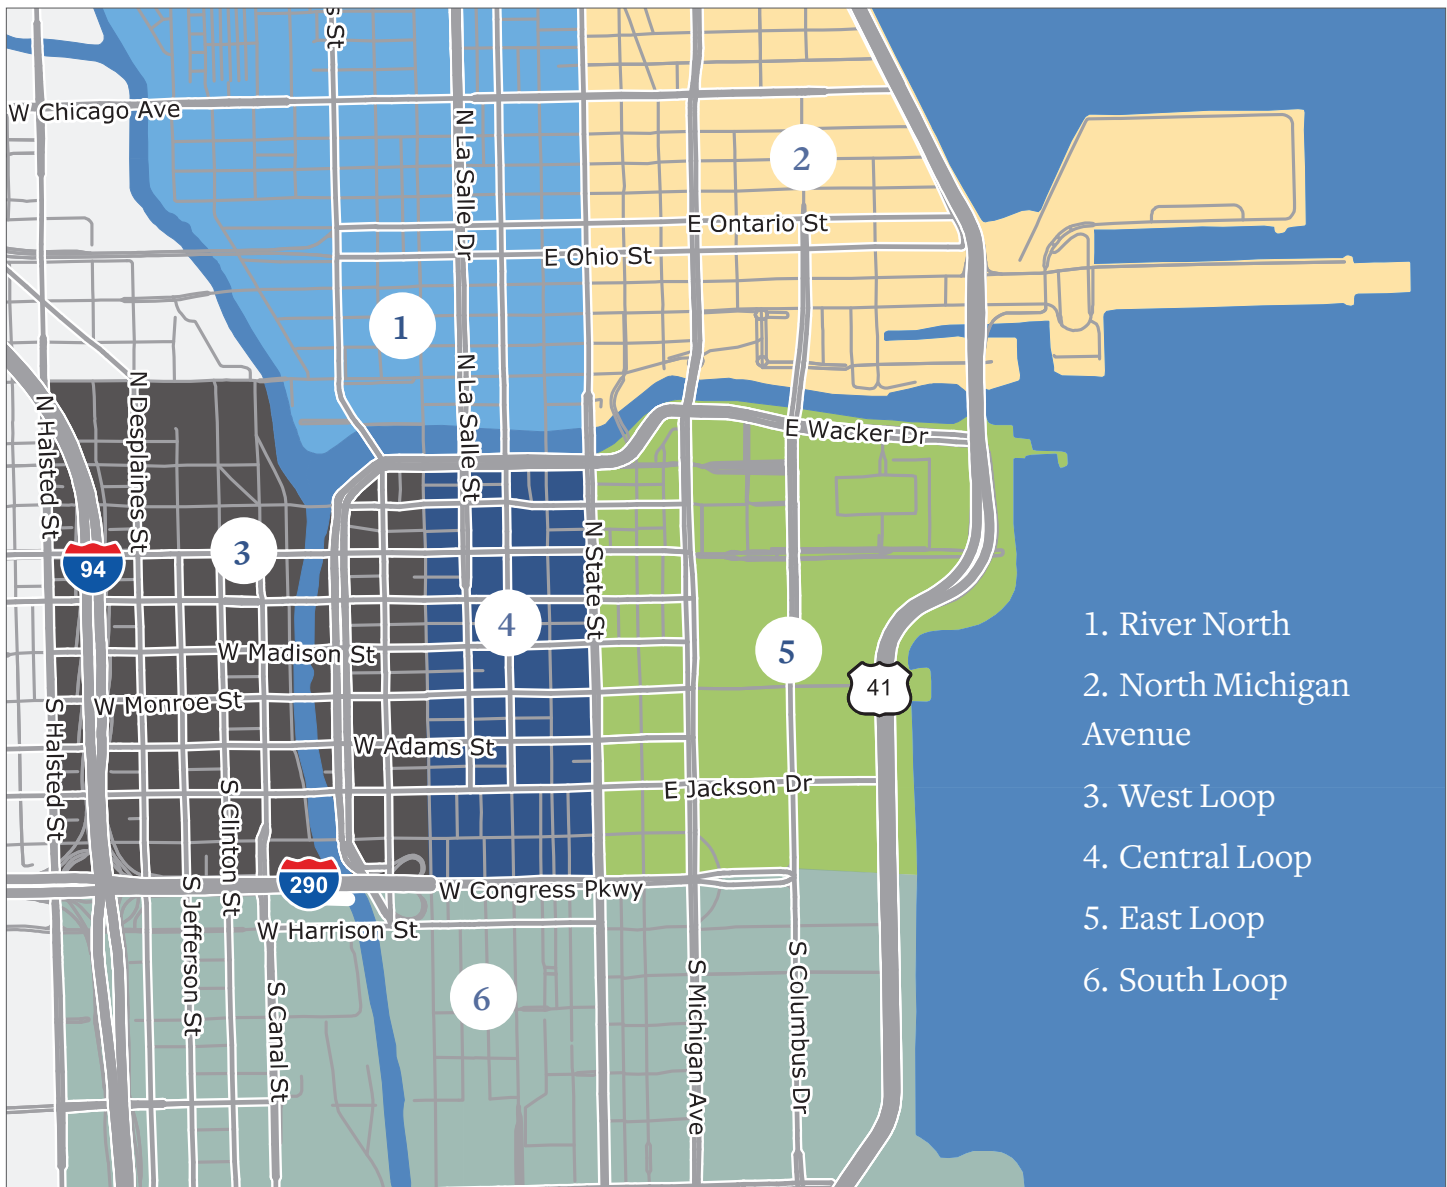 s St
W Chicago Ave
N La Salle Dr
2
E Ontario St
E Ohio St
1
N La Salle St
N Desplaines St
N Halsted St
E Wacker Dr
3
94
N State St
4
5
W Madison St
41
W Monroe St
S Halsted St
W Adams St
E Jackson Dr
S Clinton St
290
W Congress Pkwy
S Jefferson St
W Harrison St
6
S Canal St
S Michigan Ave
S Columbus Dr
1. River North
2. North Michigan
Avenue
3. West Loop
4. Central Loop
5. East Loop
6. South Loop